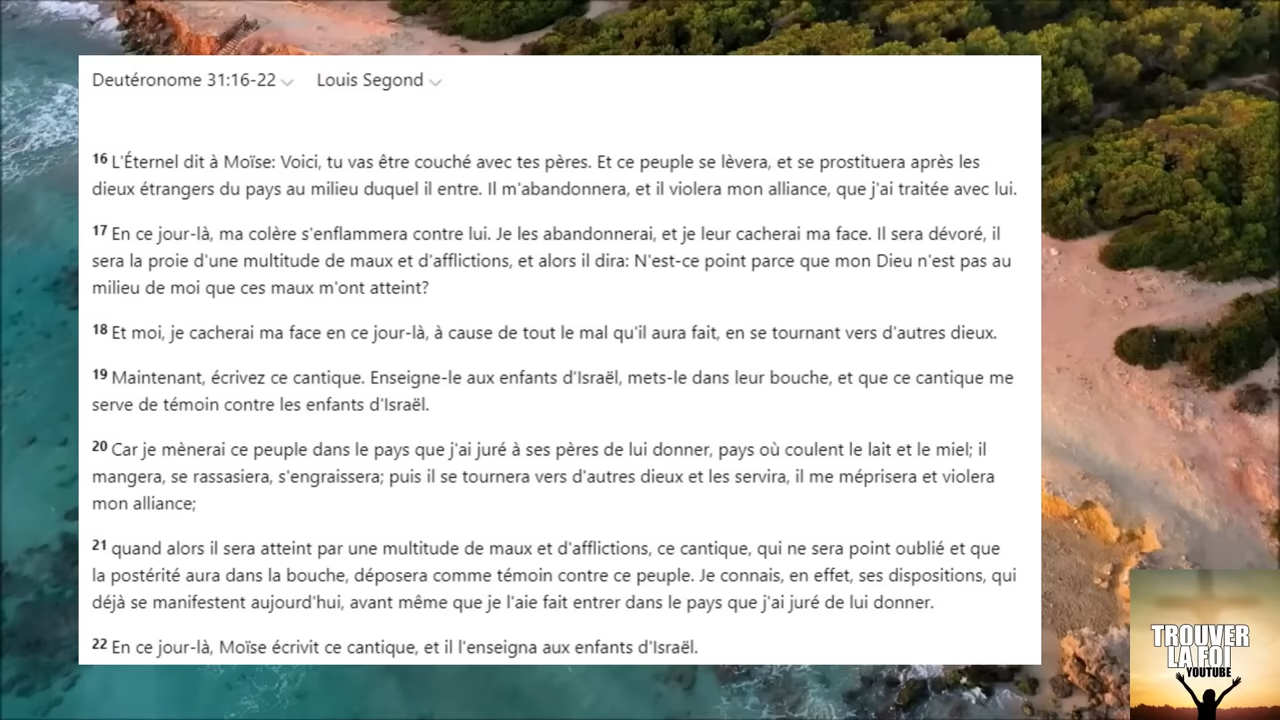 Deutéronome 31:16-22 Louis Segond
16 L'Éternel dit à Moïse: Voici, tu vas être couché avec tes pères. Et ce peuple se lèvera, et se prostituera après les
dieux étrangers du pays au milieu duquel il entre. Il m'abandonnera, et il violera mon alliance, que j'ai traitée avec lui.
17 En ce jour-là, ma colère s'enflammera contre lui. Je les abandonnerai, et je leur cacherai ma face. Il sera dévoré, il
sera la proie d'une multitude de maux et d'afflictions, et alors il dira: N'est-ce point parce que mon Dieu n'est pas au
milieu de moi que ces maux m'ont atteint?
18 Et moi, je cacherai ma face en ce jour-là, à cause de tout le mal qu'il aura fait, en se tournant vers d'autres dieux.
19 Maintenant, écrivez ce cantique. Enseigne-le aux enfants d'Israël, mets-le dans leur bouche, et que ce cantique me
serve de témoin contre les enfants d'Israël.
20 Car je mènerai ce peuple dans le pays que j'ai juré à ses pères de lui donner, pays où coulent le lait et le miel; il
mangera, se rassasiera, s'engraissera; puis il se tournera vers d'autres dieux et les servira, il me méprisera et violera
mon alliance;
21 quand alors il sera atteint par une multitude de maux et d'afflictions, ce cantique, qui ne sera point oublié et que
la postérité aura dans la bouche, déposera comme témoin contre ce peuple. Je connais, en effet, ses dispositions, qui
déjà se manifestent aujourd'hui, avant même que je l'aie fait entrer dans le pays que j'ai juré de lui donner.
22 En ce jour-là, Moïse écrivit ce cantique, et il l'enseigna aux enfants d'Israël.
TROUVER
LA FOI
YOUTUBE